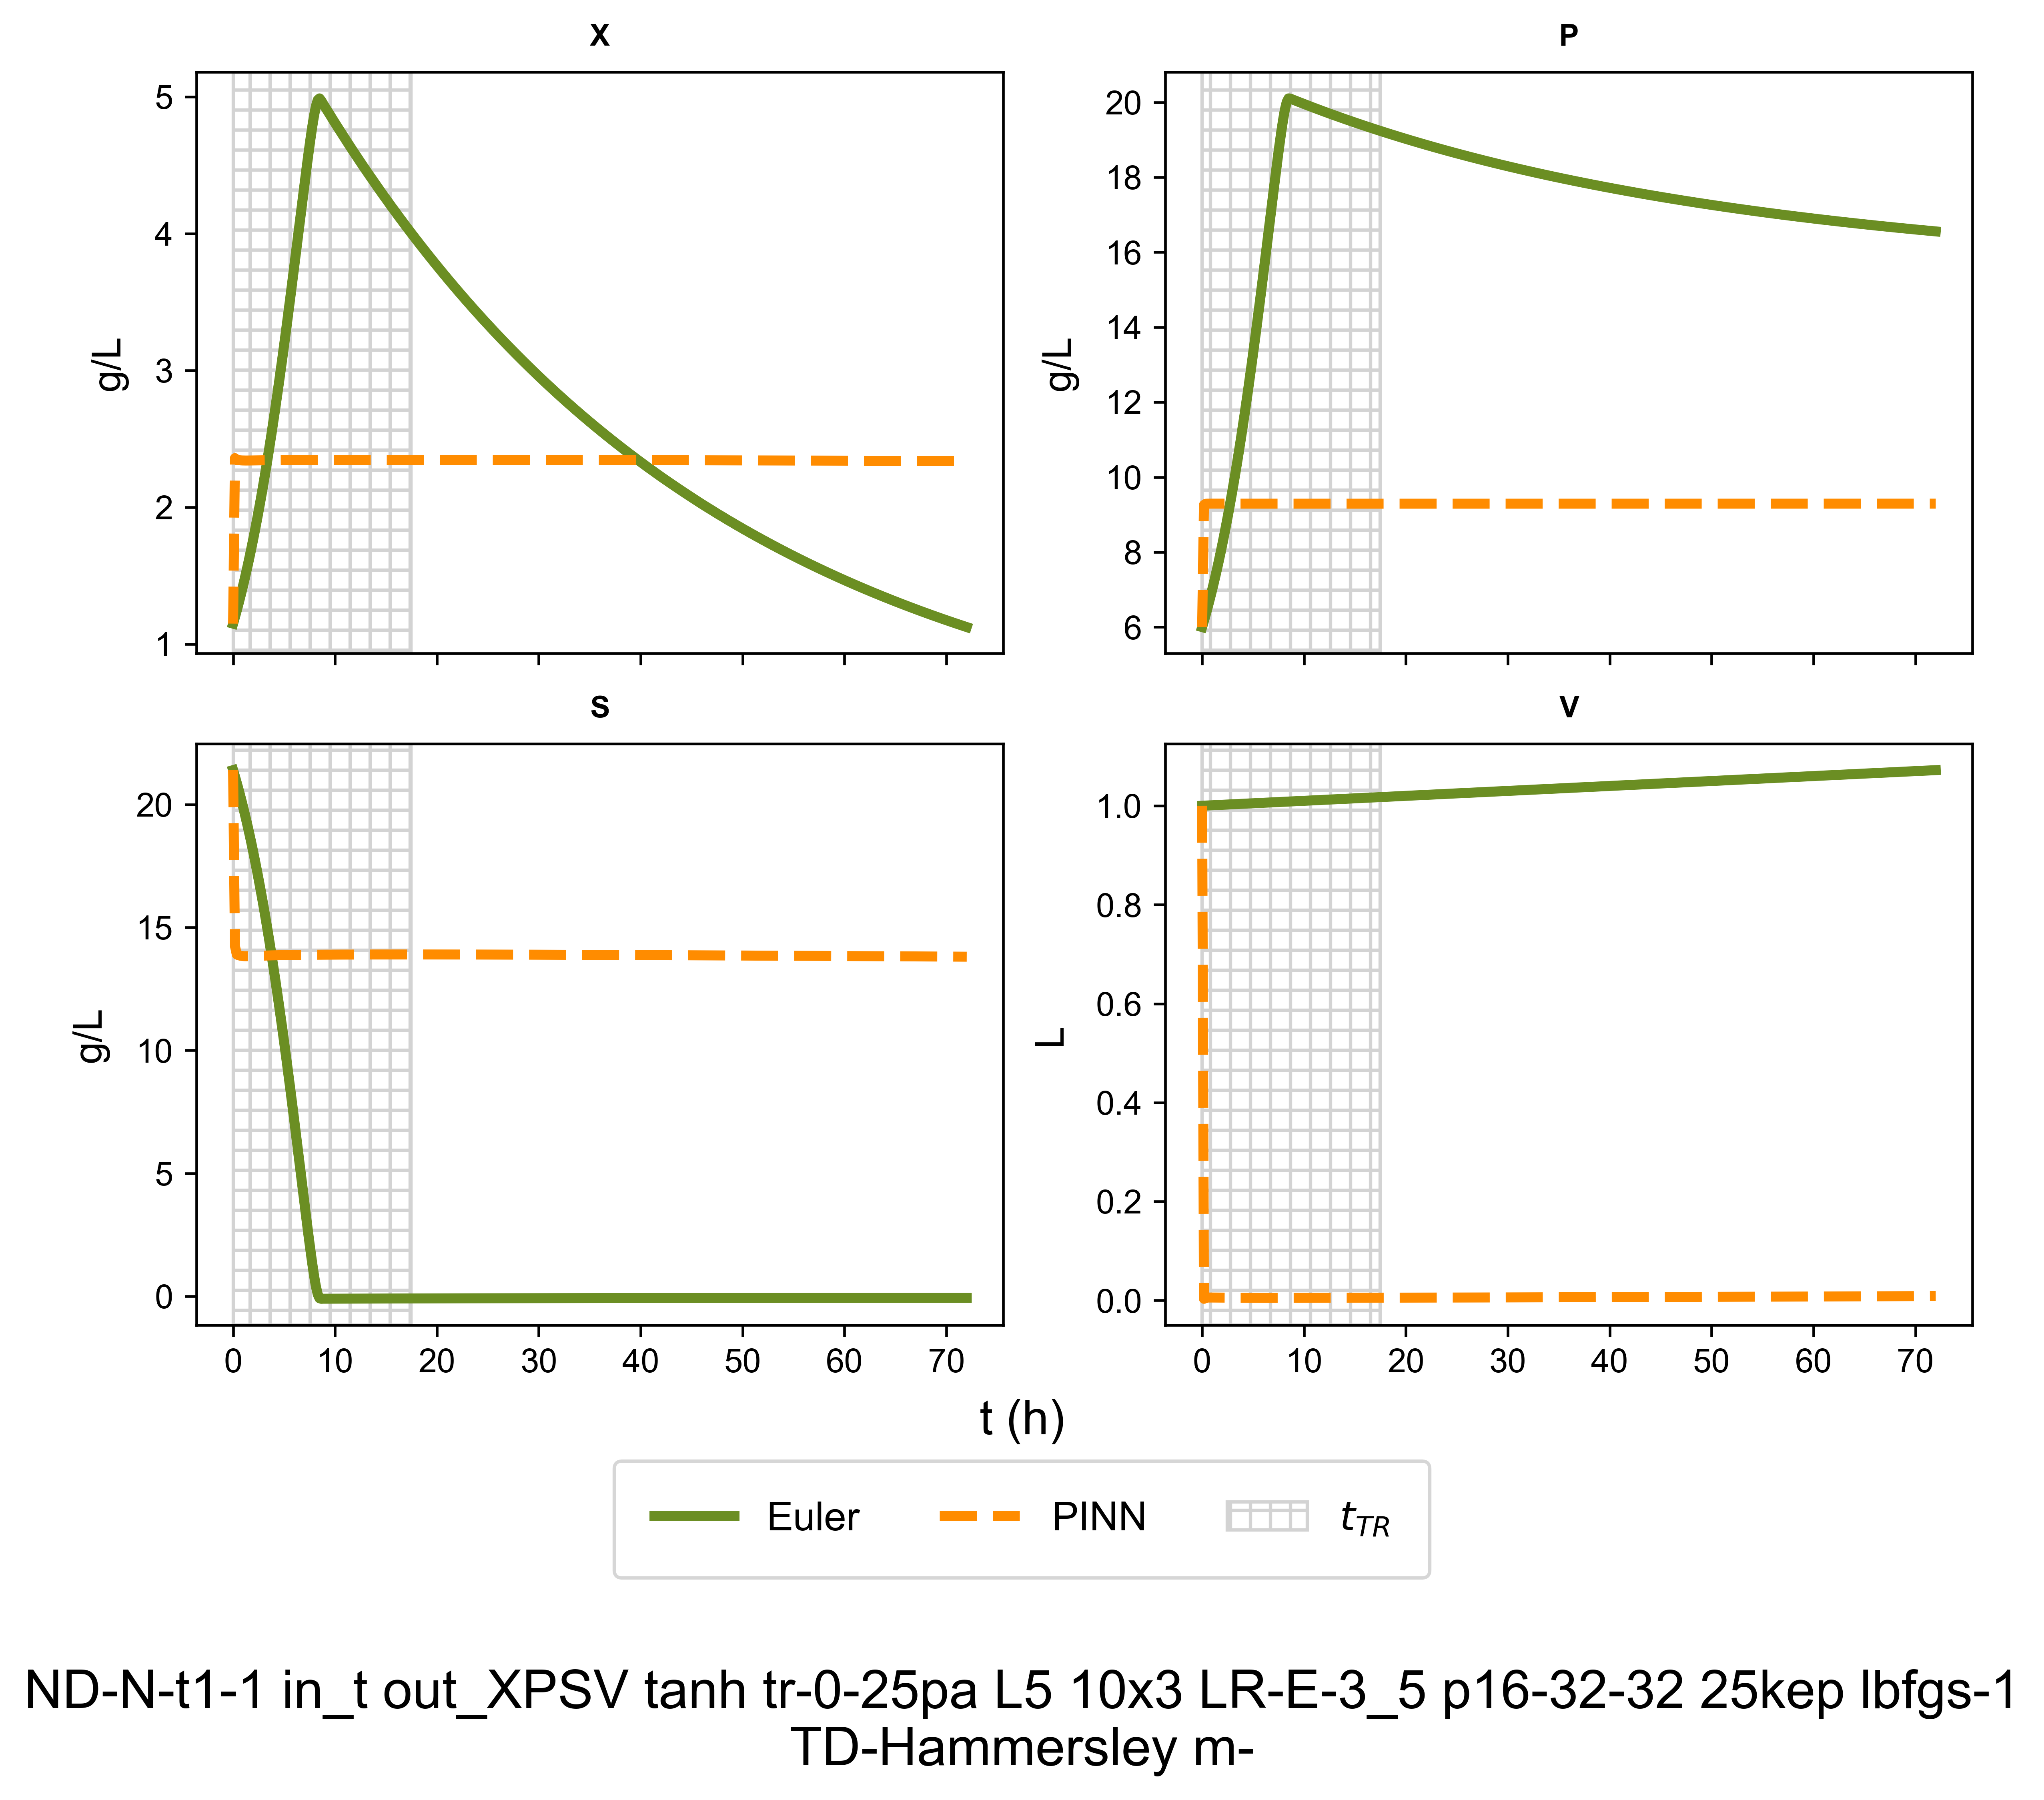 X
P
5
4
3
2
1
g/L
20
18
16
14
12
10
8
6
g/L
S
V
20
15
10
5
0
g/L
1.0
0.8
0.6
0.4
0.2
0.0
L
0 10 20 30 40 50 60 70
0 10 20 30 40 50 60 70
t (h)
Euler PINN t_TR
ND-N-t1-1 in_t out_XPSV tanh tr-0-25pa L5 10x3 LR-E-3_5 p16-32-32 25kep lbfgs-1
TD-Hammersley m-